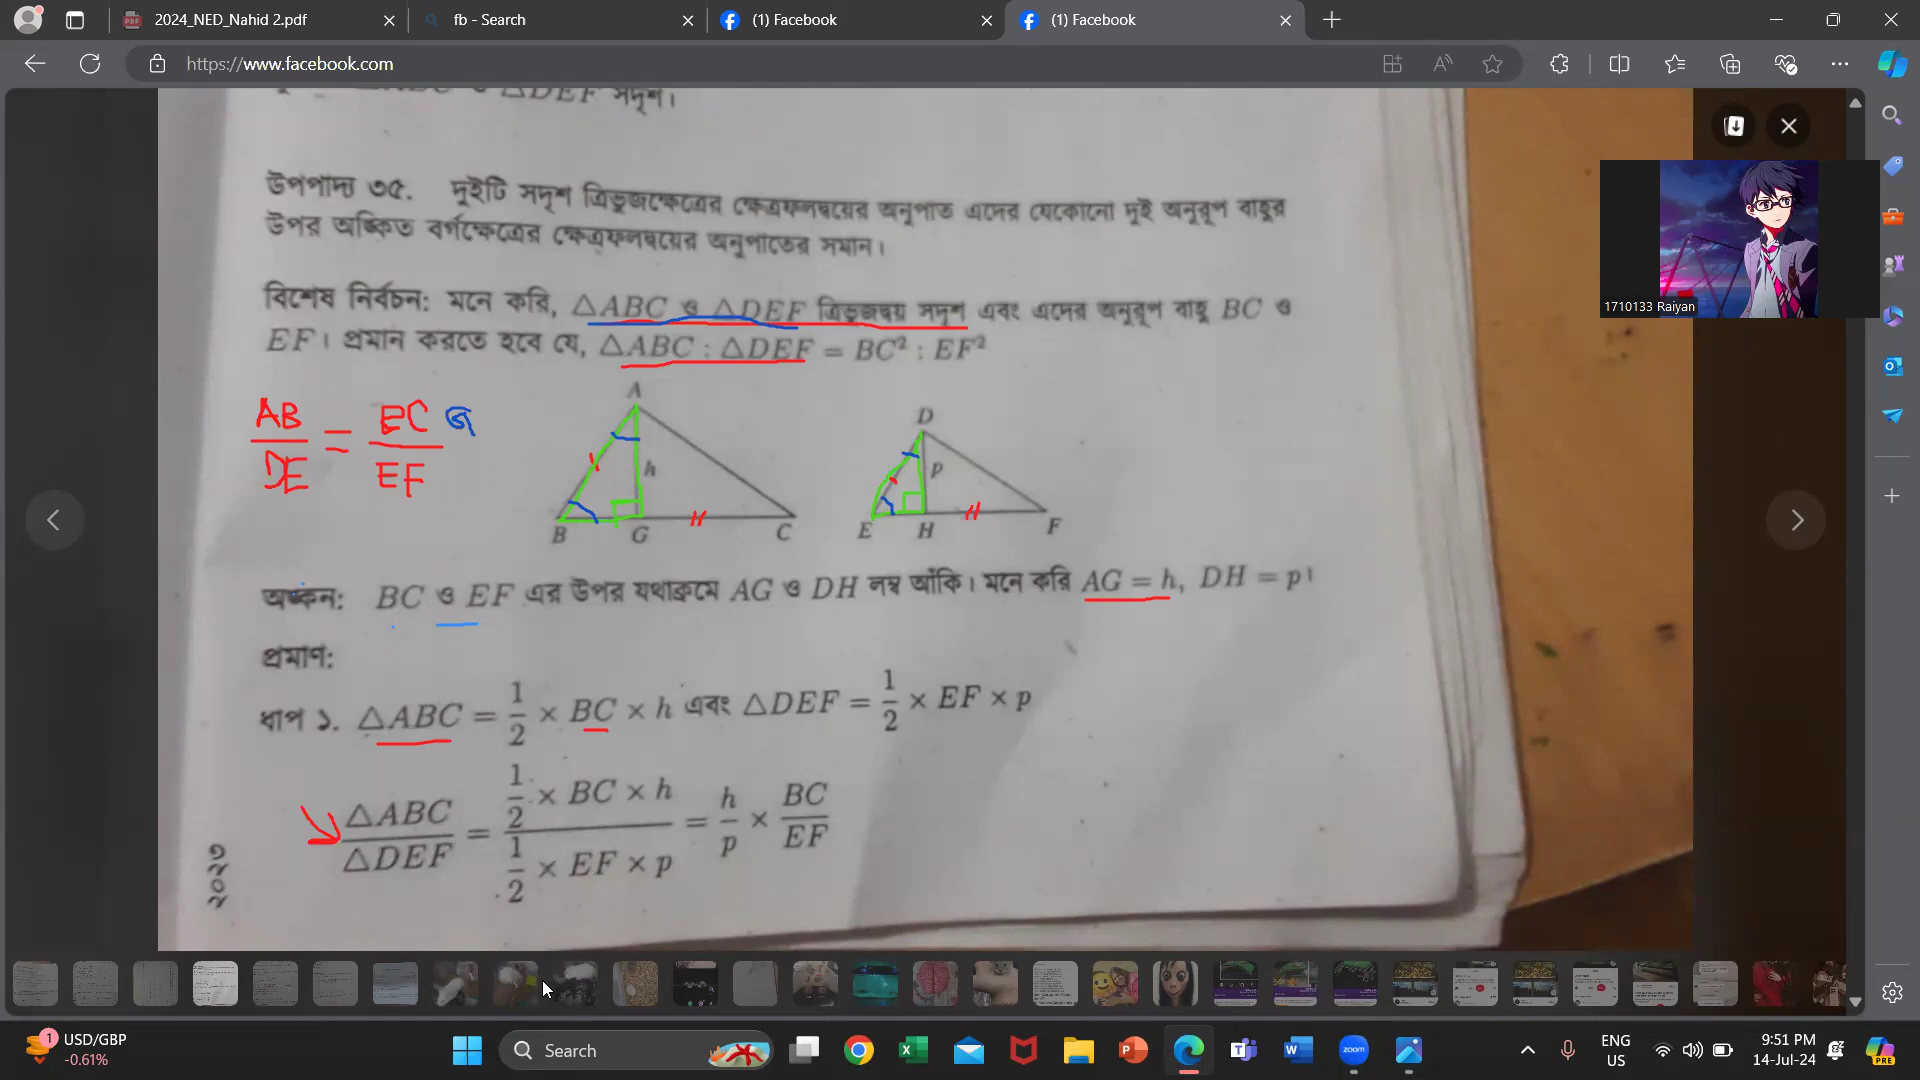 2024_NED_Nahid 2.pdf
fb - Search
(1) Facebook
(1) Facebook
https://www.facebook.com
△DEF সদৃশ।
উপপাদ্য ৩৫. দুইটি সদৃশ ত্রিভুজক্ষেত্রের ক্ষেত্রফলদ্বয়ের অনুপাত এদের যেকোনো দুই অনুরূপ বাহুর
উপর অঙ্কিত বর্গক্ষেত্রের ক্ষেত্রফলদ্বয়ের অনুপাতের সমান।
1710133 Raiyan
বিশেষ নির্বচন: মনে করি, △ABC ও △DEF ত্রিভুজদ্বয় সদৃশ এবং এদের অনুরূপ বাহু BC ও
EF। প্রমাণ করতে হবে যে, △ABC : △DEF = BC² : EF²
AB/DE = BC/EF
A
h
B G C
D
p
E H F
অঙ্কন: BC ও EF এর উপর যথাক্রমে AG ও DH লম্ব আঁকি। মনে করি AG = h, DH = p।
প্রমাণ:
ধাপ ১. △ABC = 1/2 × BC × h এবং △DEF = 1/2 × EF × p
△ABC/△DEF = (1/2 × BC × h)/(1/2 × EF × p) = h/p × BC/EF
USD/GBP
-0.61%
Search
zoom
ENG
US
9:51 PM
14-Jul-24